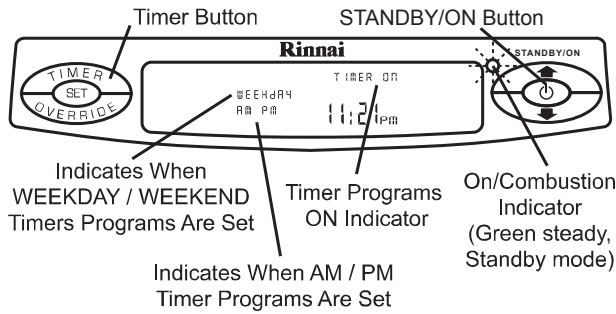 Timer Button
STANDBY/ON Button
Rinnai
STANDBY/ON
TIMER
SET
OVERRIDE
TIMER ON
WEEKdAY
AM PM
11:21PM
Indicates When
WEEKDAY / WEEKEND
Timers Programs Are Set
Timer Programs
ON Indicator
On/Combustion
Indicator
(Green steady,
Standby mode)
Indicates When AM / PM
Timer Programs Are Set